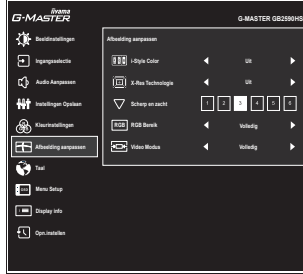 iiyama
G-MASTER
G-MASTER GB2590HS
Beeldinstellingen
Ingangsselectie
Audio Aanpassen
Instellingen Opslaan
Kleurinstellingen
Afbeelding aanpassen
Taal
Menu Setup
Display info
Opn.instellen
Afbeelding aanpassen
i-Style Color Uit
X-Res Technologie Uit
Scherp en zacht 1 2 3 4 5 6
RGB RGB Bereik Volledig
Video Modus Volledig